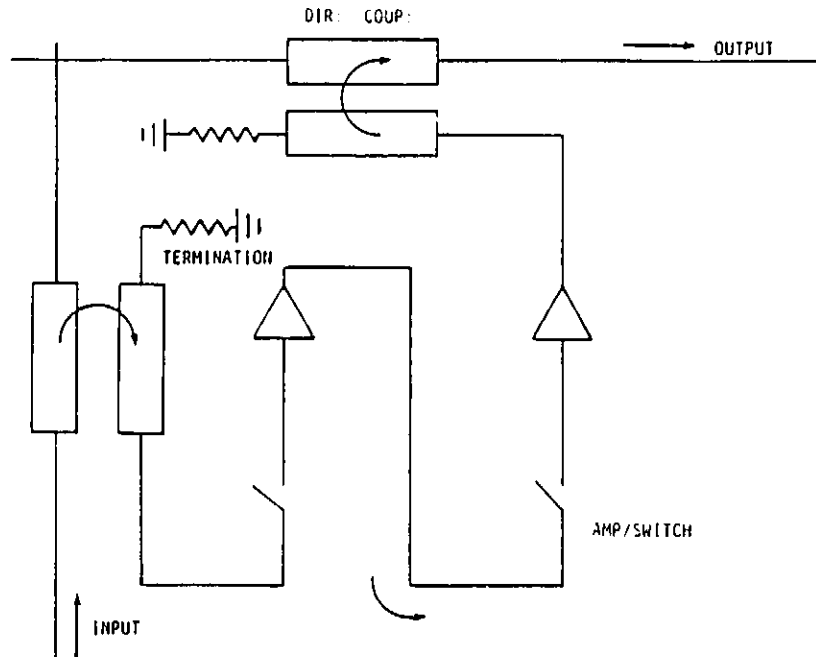 DIR: COUP:
OUTPUT
TERMINATION
AMP/SWITCH
INPUT